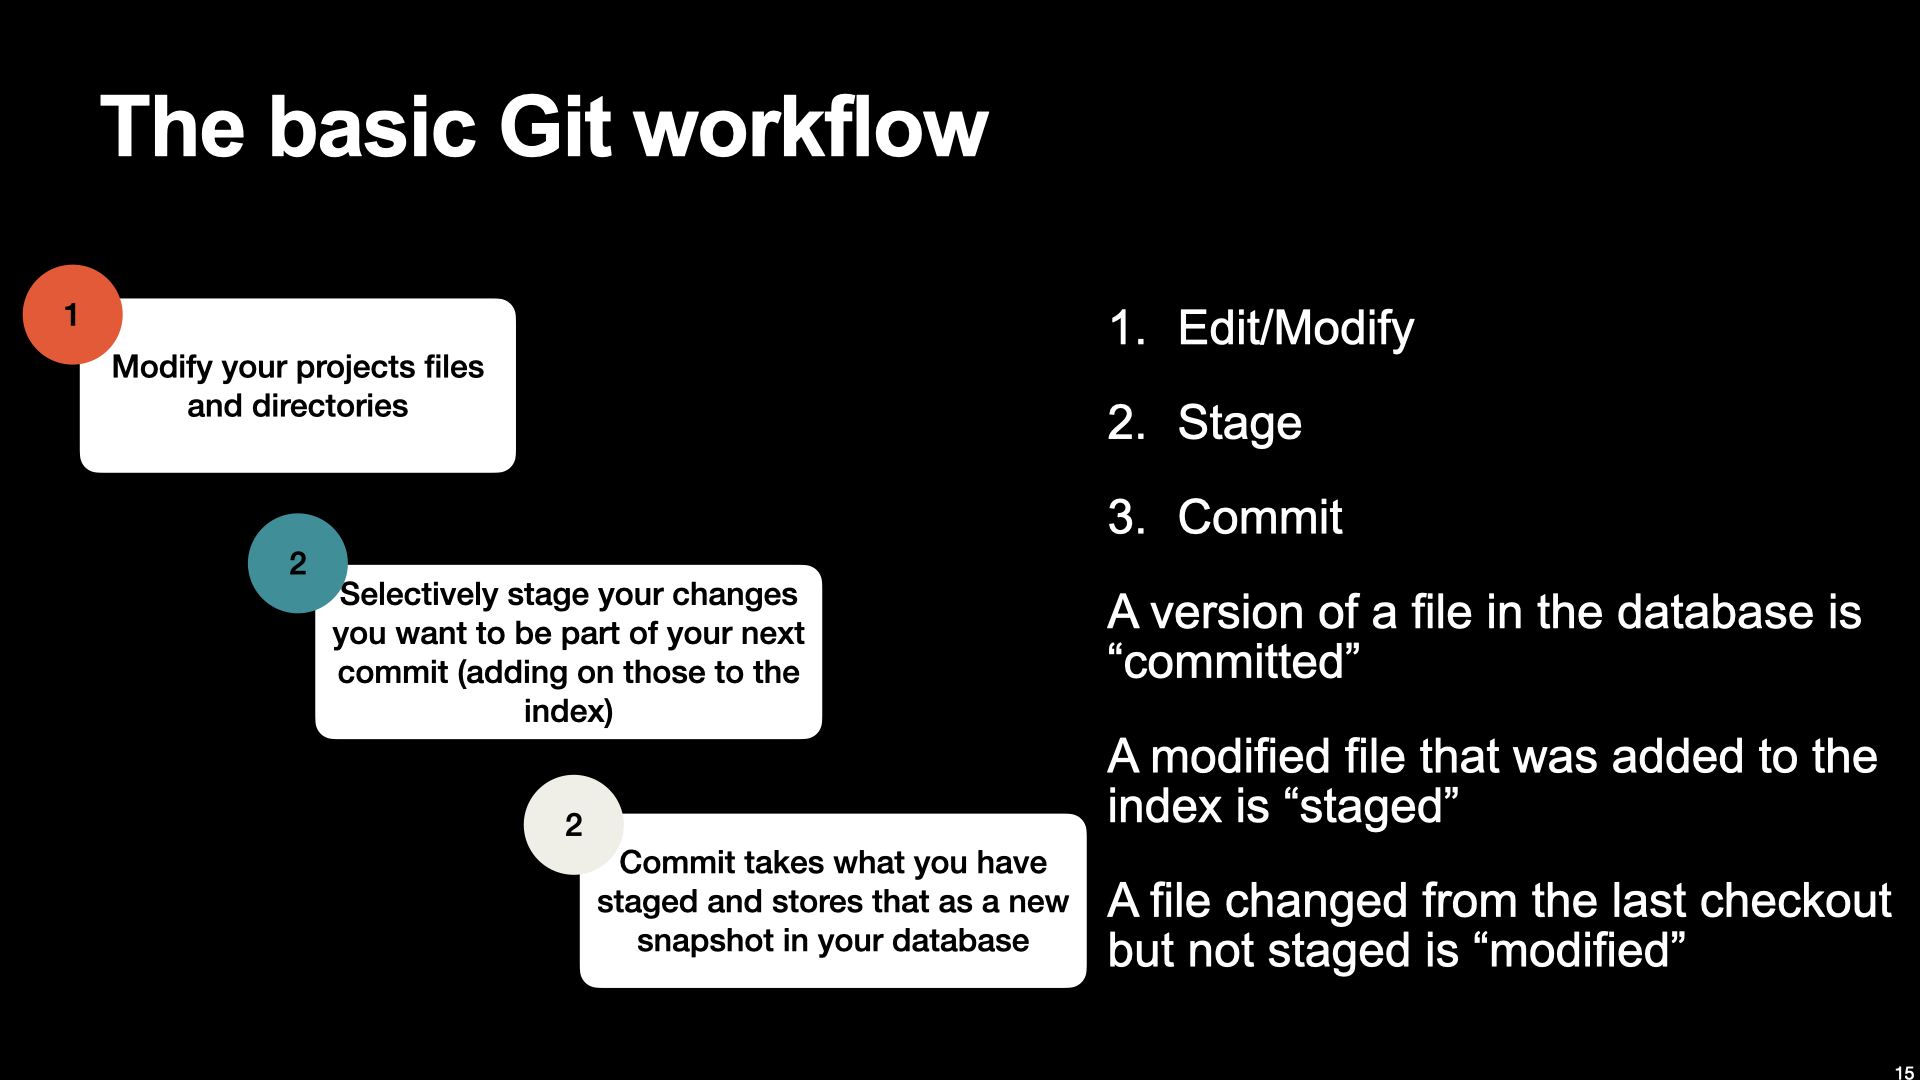 The basic Git workflow
1
Modify your projects files
and directories
2
Selectively stage your changes
you want to be part of your next
commit (adding on those to the
index)
2
Commit takes what you have
staged and stores that as a new
snapshot in your database
1. Edit/Modify
2. Stage
3. Commit
A version of a file in the database is
“committed”
A modified file that was added to the
index is “staged”
A file changed from the last checkout
but not staged is “modified”
15